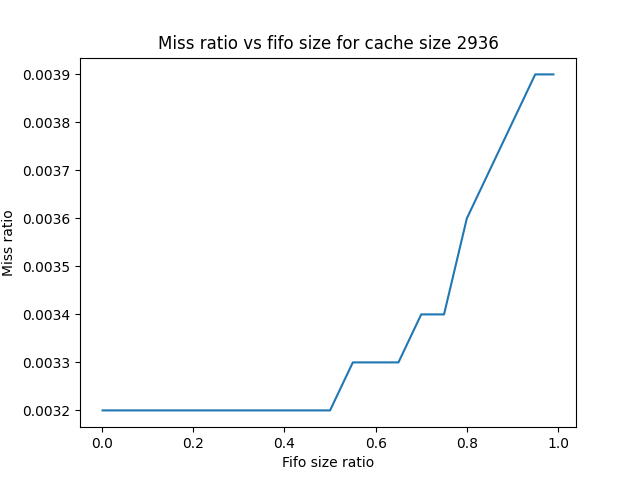 Miss ratio vs fifo size for cache size 2936
0.0039
0.0038
0.0037
0.0036
0.0035
0.0034
0.0033
0.0032
Miss ratio
0.0 0.2 0.4 0.6 0.8 1.0
Fifo size ratio